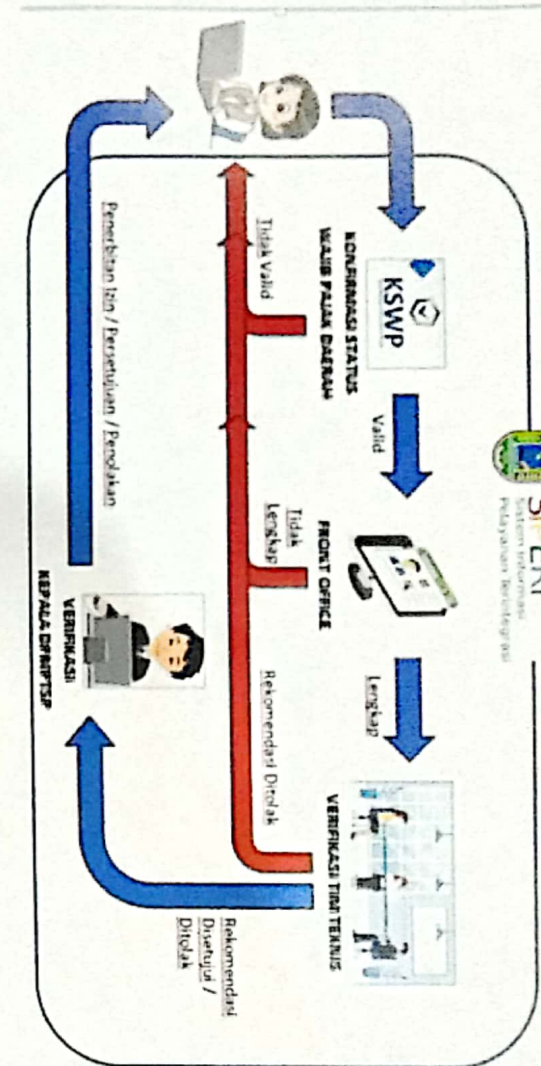 Sistem Informasi
Pelayanan Terintegrasi
KSWP
KONFIRMASI STATUS
WAJIB PAJAK DAERAH
Valid
FRONT OFFICE
Lengkap
VERIFIKASI TIM TEKNIS
Tidak Valid
Tidak
Lengkap
Rekomendasi Ditolak
Rekomendasi
Disetujui /
Ditolak
VERIFIKASI
KEPALA DPMPTSP
Penerbitan Izin / Persetujuan / Penolakan